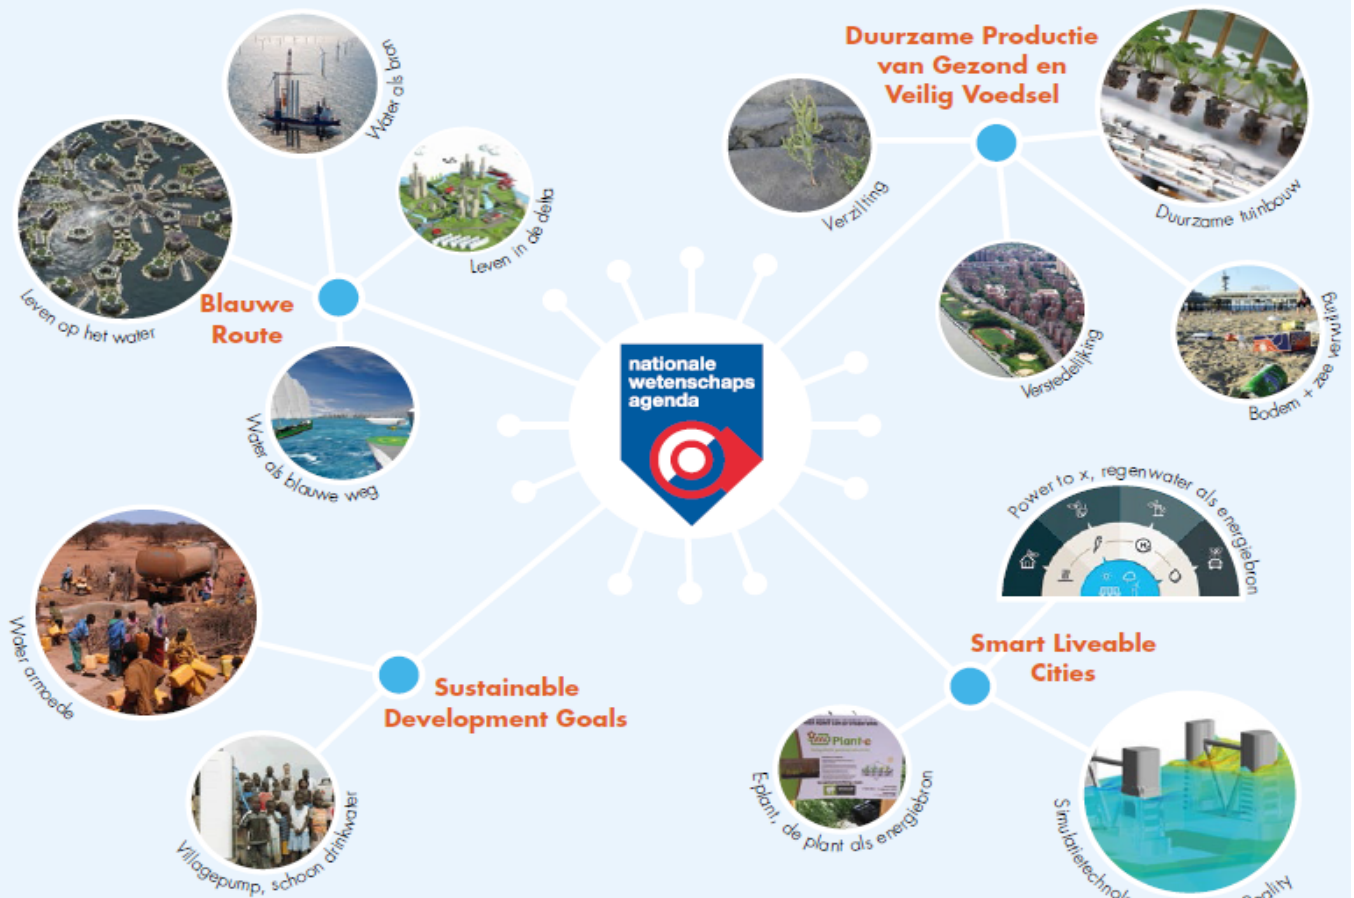 Water als bron
Leven in de delta
Leven op het water
Blauwe
Route
Water als blauwe weg
Duurzame Productie
van Gezond en
Veilig Voedsel
Verzilting
Duurzame tuinbouw
Verstedelijking
Bodem + zee vervuiling
nationale
wetenschaps
agenda
Power to x, regenwater als energiebron
H₂
Water armoede
Sustainable
Development Goals
Villagepump, schoon drinkwater
Smart Liveable
Cities
Plant-e
E-plant, de plant als energiebron